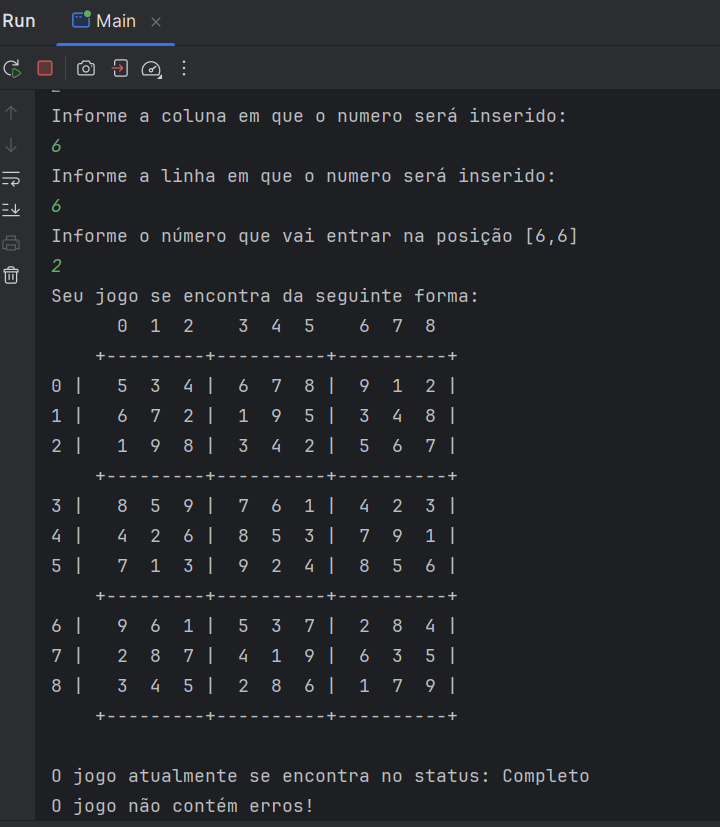 Run Main
Informe a coluna em que o numero será inserido:
6
Informe a linha em que o numero será inserido:
6
Informe o número que vai entrar na posição [6,6]
2
Seu jogo se encontra da seguinte forma:
      0  1  2    3  4  5    6  7  8
    +---------+----------+----------+
0 |   5  3  4 |  6  7  8 |  9  1  2 |
1 |   6  7  2 |  1  9  5 |  3  4  8 |
2 |   1  9  8 |  3  4  2 |  5  6  7 |
    +---------+----------+----------+
3 |   8  5  9 |  7  6  1 |  4  2  3 |
4 |   4  2  6 |  8  5  3 |  7  9  1 |
5 |   7  1  3 |  9  2  4 |  8  5  6 |
    +---------+----------+----------+
6 |   9  6  1 |  5  3  7 |  2  8  4 |
7 |   2  8  7 |  4  1  9 |  6  3  5 |
8 |   3  4  5 |  2  8  6 |  1  7  9 |
    +---------+----------+----------+
O jogo atualmente se encontra no status: Completo
O jogo não contém erros!